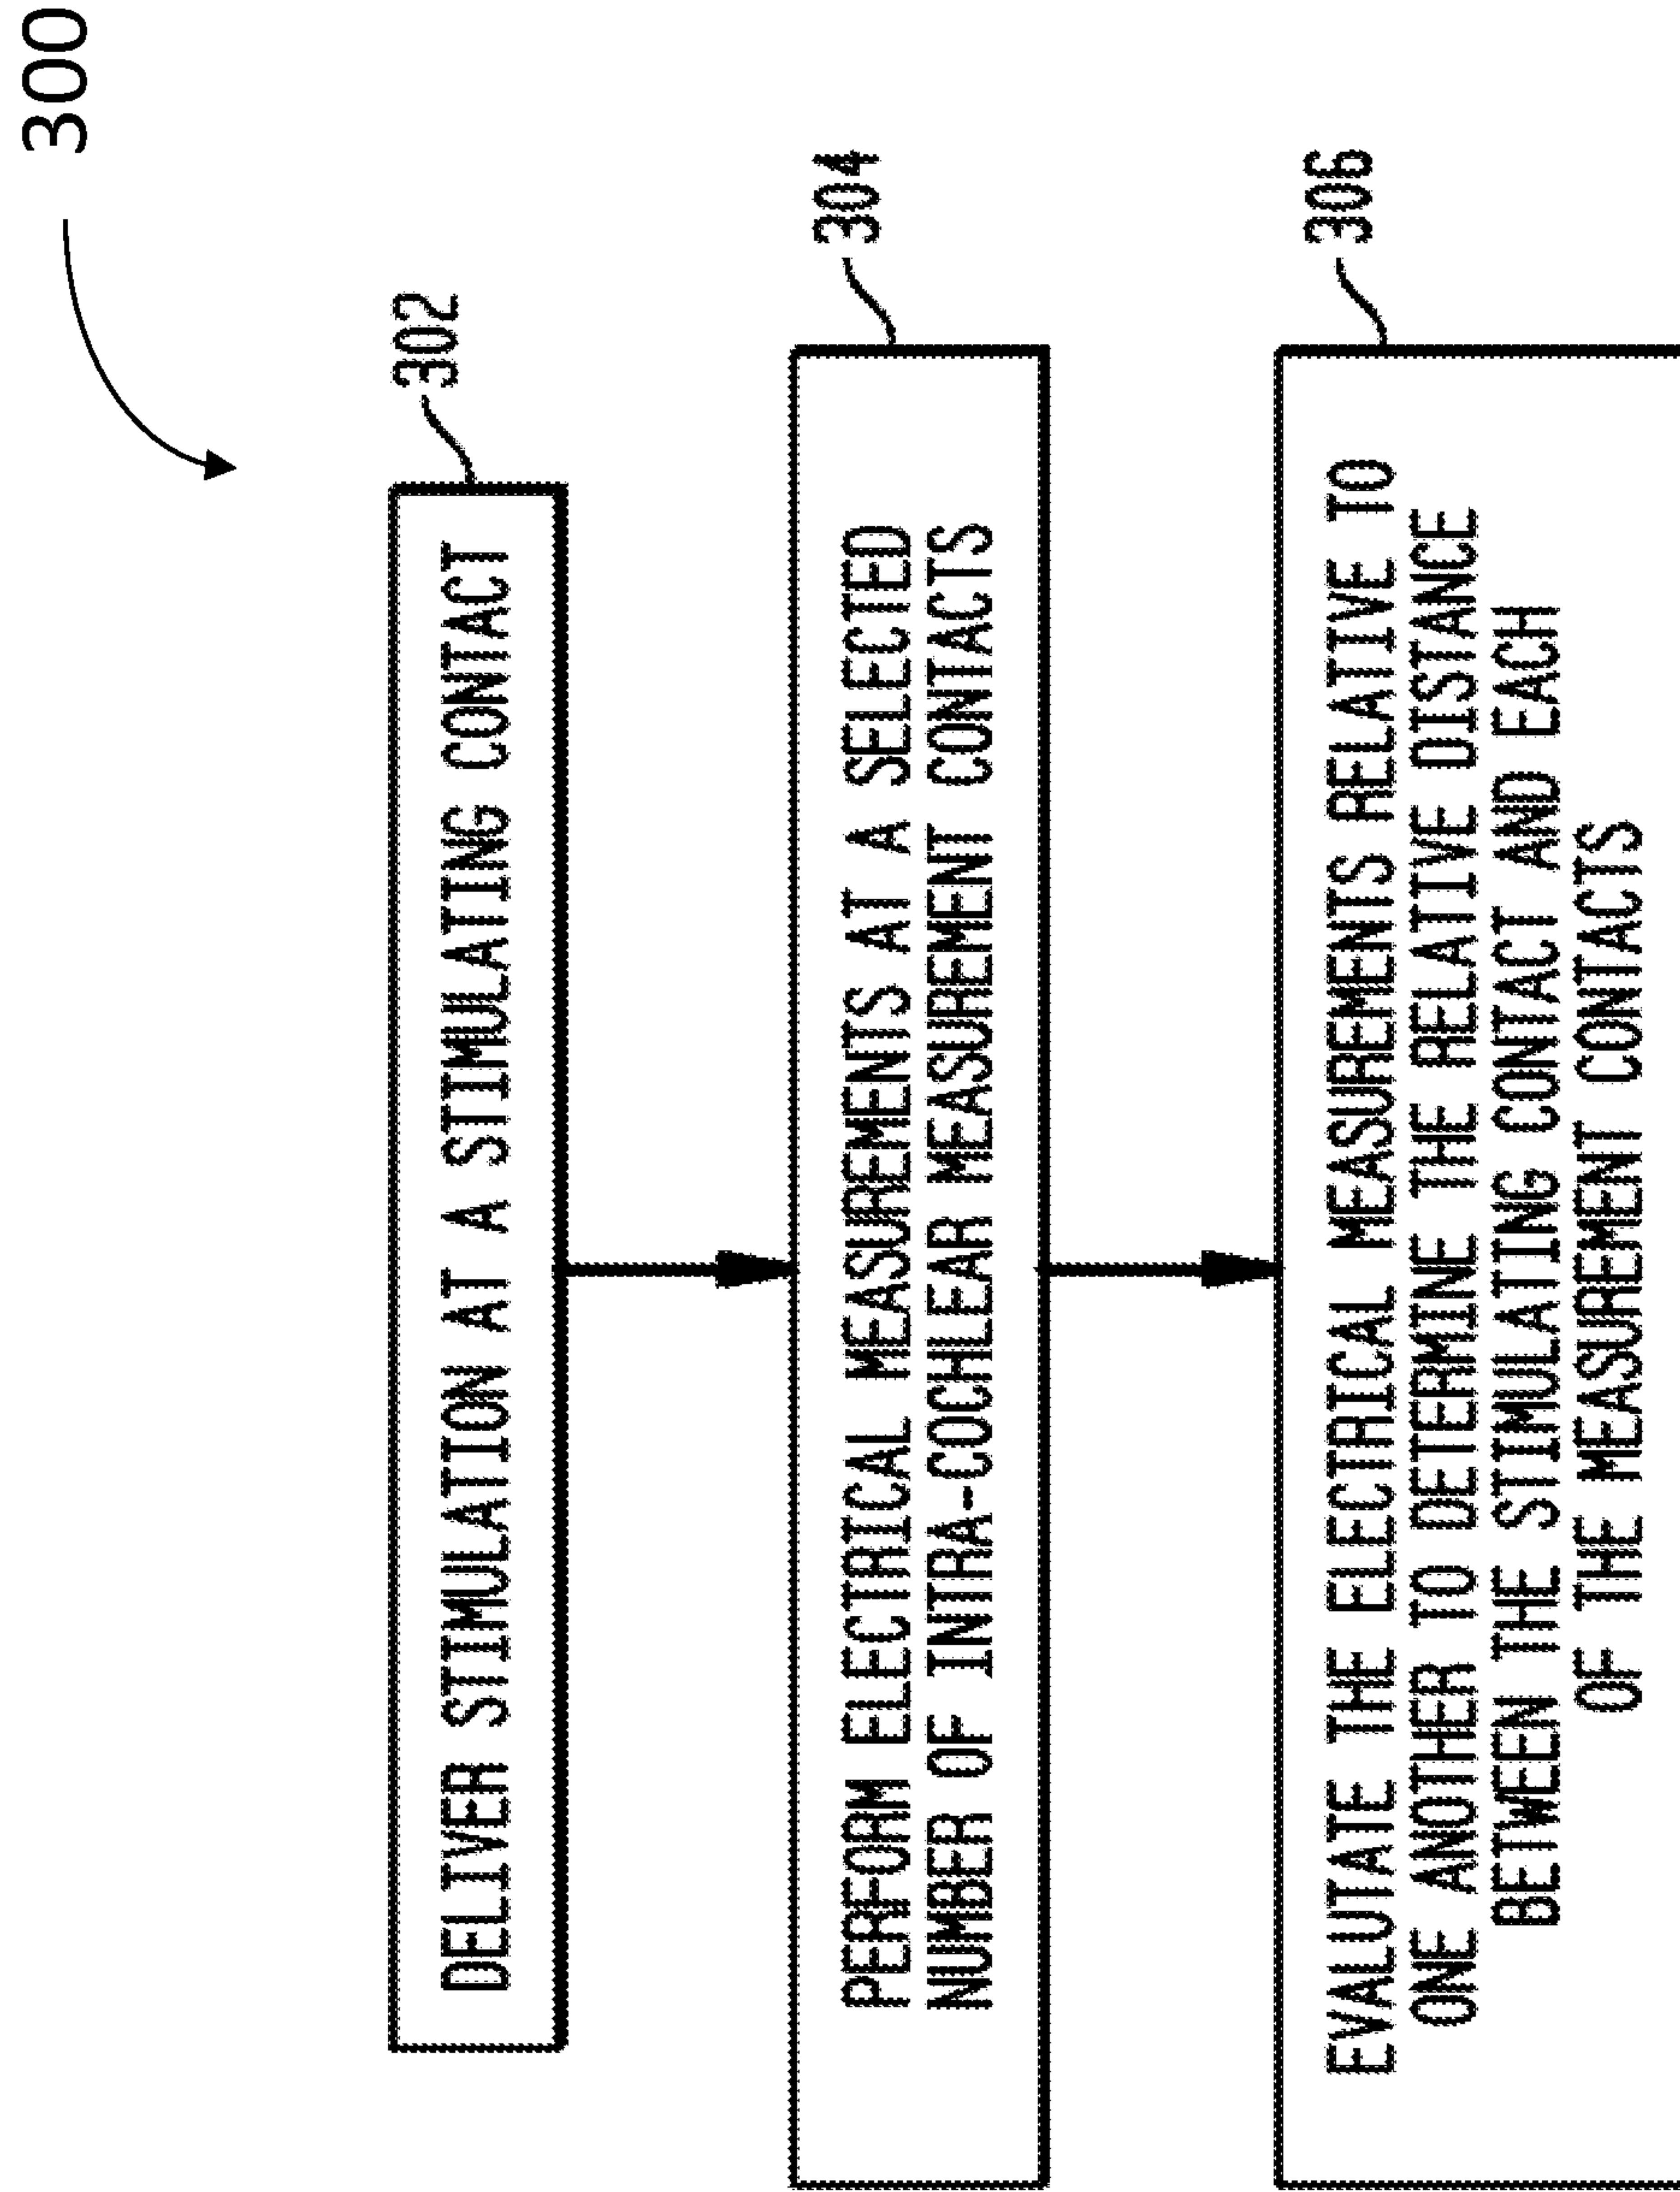 300
302
DELIVER STIMULATION AT A STIMULATING CONTACT
304
PERFORM ELECTRICAL MEASUREMENTS AT A SELECTED
NUMBER OF INTRA-COCHLEAR MEASUREMENT CONTACTS
306
EVALUTATE THE ELECTRICAL MEASUREMENTS RELATIVE TO
ONE ANOTHER TO DETERMINE THE RELATIVE DISTANCE
BETWEEN THE STIMULATING CONTACT AND EACH
OF THE MEASUREMENT CONTACTS